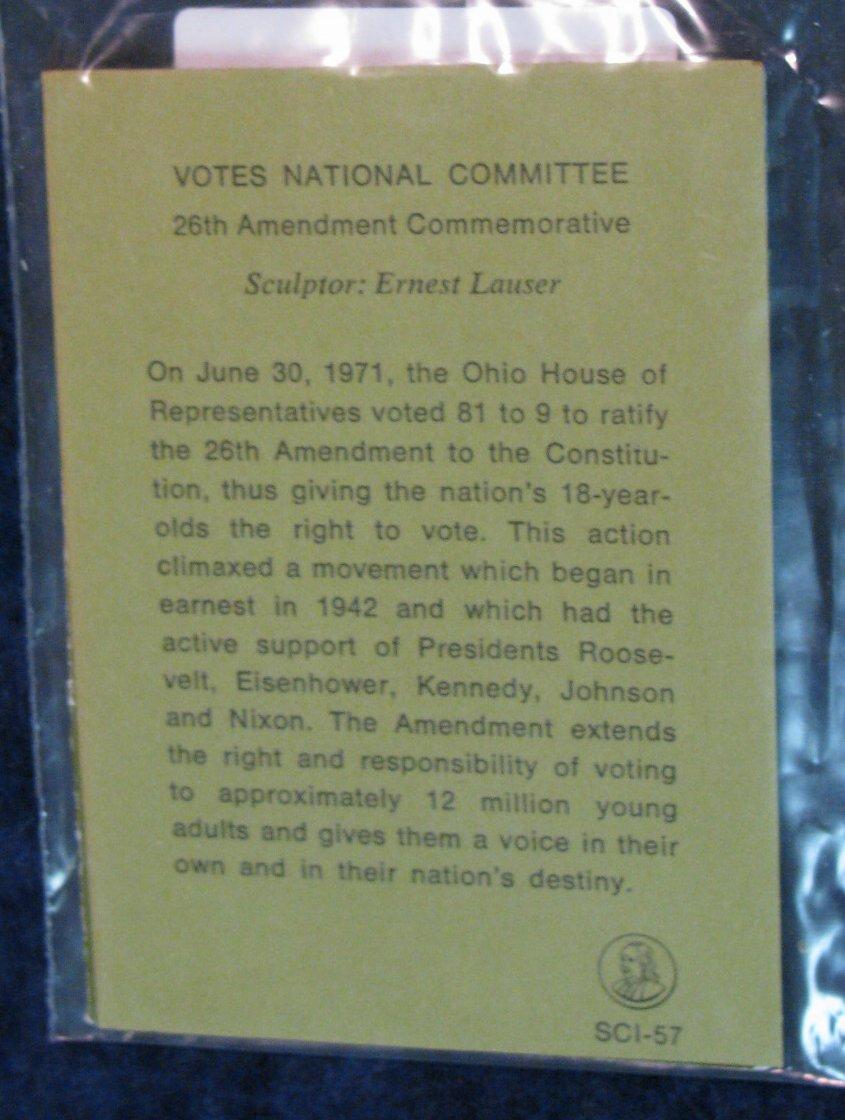 VOTES NATIONAL COMMITTEE
26th Amendment Commemorative
Sculptor: Ernest Lauser
On June 30, 1971, the Ohio House of
Representatives voted 81 to 9 to ratify
the 26th Amendment to the Constitu-
tion, thus giving the nation's 18-year-
olds the right to vote. This action
climaxed a movement which began in
earnest in 1942 and which had the
active support of Presidents Roose-
velt, Eisenhower, Kennedy, Johnson
and Nixon. The Amendment extends
the right and responsibility of voting
to approximately 12 million young
adults and gives them a voice in their
own and in their nation's destiny.
SCI-57